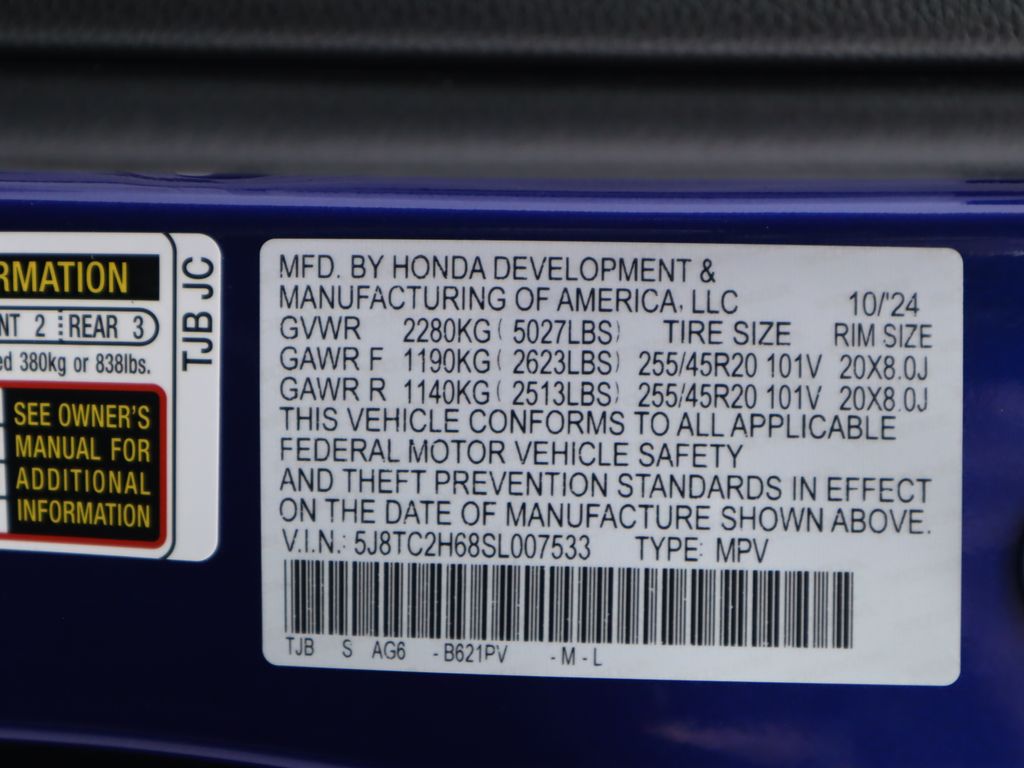 RMATION
NT 2 REAR 3
ed 380kg or 838lbs.
SEE OWNER'S
MANUAL FOR
ADDITIONAL
INFORMATION
TJB JC
MFD. BY HONDA DEVELOPMENT &
MANUFACTURING OF AMERICA, LLC 10/'24
GVWR 2280KG ( 5027LBS) TIRE SIZE RIM SIZE
GAWR F 1190KG ( 2623LBS) 255/45R20 101V 20X8.0J
GAWR R 1140KG ( 2513LBS) 255/45R20 101V 20X8.0J
THIS VEHICLE CONFORMS TO ALL APPLICABLE
FEDERAL MOTOR VEHICLE SAFETY
AND THEFT PREVENTION STANDARDS IN EFFECT
ON THE DATE OF MANUFACTURE SHOWN ABOVE.
V.I.N.: 5J8TC2H68SL007533 TYPE: MPV
TJB S AG6 - B621PV - M - L